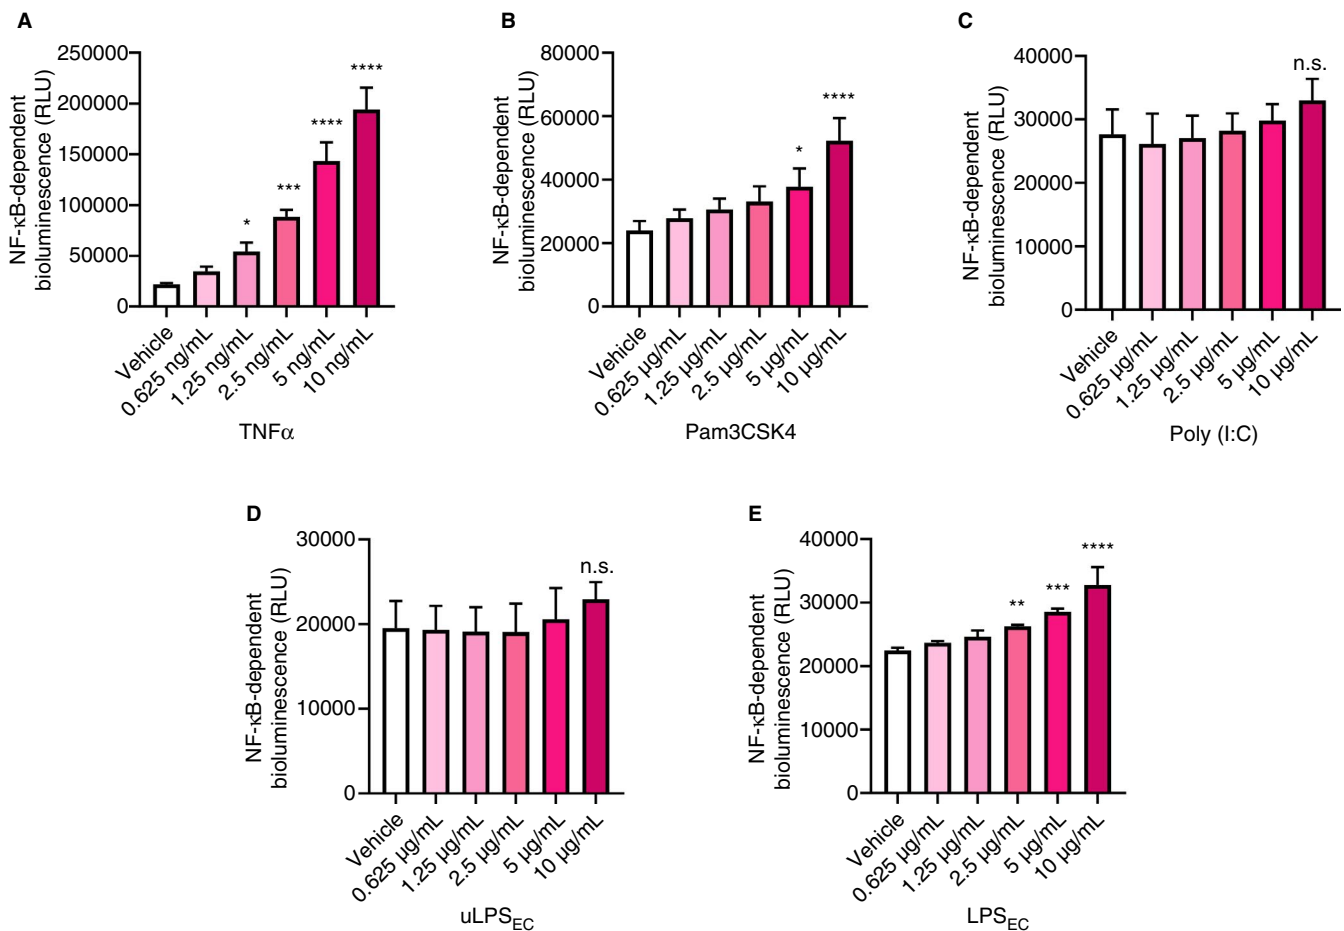 A
NF-κB-dependent
bioluminescence (RLU)
250000
200000
150000
100000
50000
0
*
***
****
****
Vehicle
0.625 ng/mL
1.25 ng/mL
2.5 ng/mL
5 ng/mL
10 ng/mL
TNFα
B
NF-κB-dependent
bioluminescence (RLU)
80000
60000
40000
20000
0
*
****
Vehicle
0.625 µg/mL
1.25 µg/mL
2.5 µg/mL
5 µg/mL
10 µg/mL
Pam3CSK4
C
NF-κB-dependent
bioluminescence (RLU)
40000
30000
20000
10000
0
n.s.
Vehicle
0.625 µg/mL
1.25 µg/mL
2.5 µg/mL
5 µg/mL
10 µg/mL
Poly (I:C)
D
NF-κB-dependent
bioluminescence (RLU)
30000
20000
10000
0
n.s.
Vehicle
0.625 µg/mL
1.25 µg/mL
2.5 µg/mL
5 µg/mL
10 µg/mL
uLPSEC
E
NF-κB-dependent
bioluminescence (RLU)
40000
30000
20000
10000
0
**
***
****
Vehicle
0.625 µg/mL
1.25 µg/mL
2.5 µg/mL
5 µg/mL
10 µg/mL
LPSEC